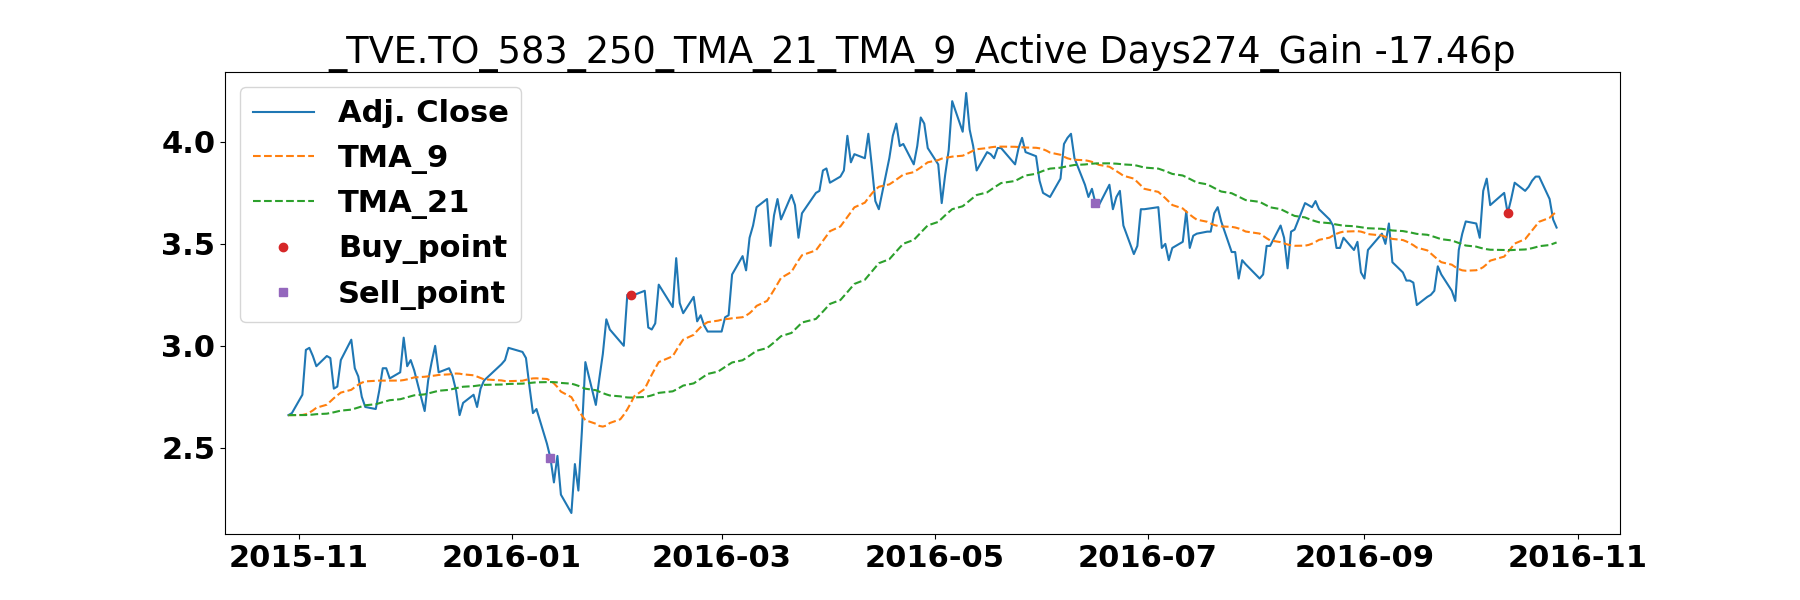 _TVE.TO_583_250_TMA_21_TMA_9_Active Days274_Gain -17.46p
Adj. Close
TMA_9
TMA_21
Buy_point
Sell_point
4.0
3.5
3.0
2.5
2015-11 2016-01 2016-03 2016-05 2016-07 2016-09 2016-11